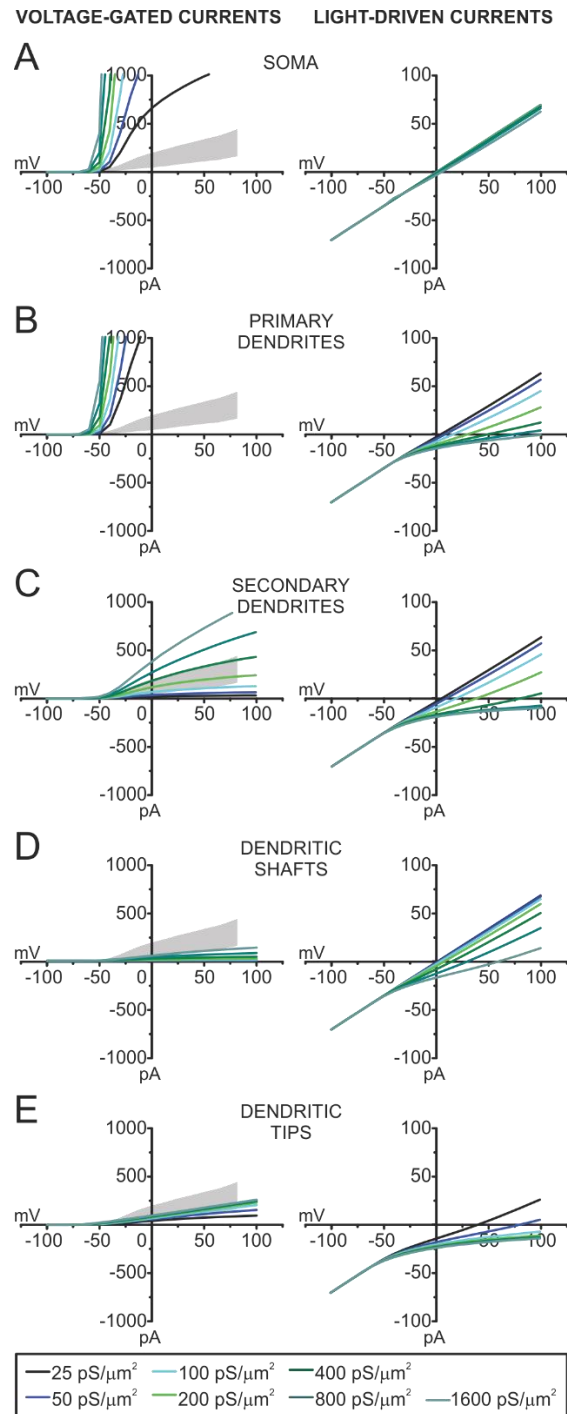 VOLTAGE-GATED CURRENTS LIGHT-DRIVEN CURRENTS
A SOMA
1000 100
500 50
mV mV
-100 -50 0 50 100 -100 -50 0 50 100
-500 -50
-1000 -100
pA pA
B PRIMARY
DENDRITES
1000 100
500 50
mV mV
-100 -50 0 50 100 -100 -50 0 50 100
-500 -50
-1000 -100
pA pA
C SECONDARY
DENDRITES
1000 100
500 50
mV mV
-100 -50 0 50 100 -100 -50 0 50 100
-500 -50
-1000 -100
pA pA
D DENDRITIC
SHAFTS
1000 100
500 50
mV mV
-100 -50 0 50 100 -100 -50 0 50 100
-500 -50
-1000 -100
pA pA
E DENDRITIC
TIPS
1000 100
500 50
mV mV
-100 -50 0 50 100 -100 -50 0 50 100
-500 -50
-1000 -100
pA pA
25 pS/μm² 100 pS/μm² 400 pS/μm²
50 pS/μm² 200 pS/μm² 800 pS/μm² 1600 pS/μm²